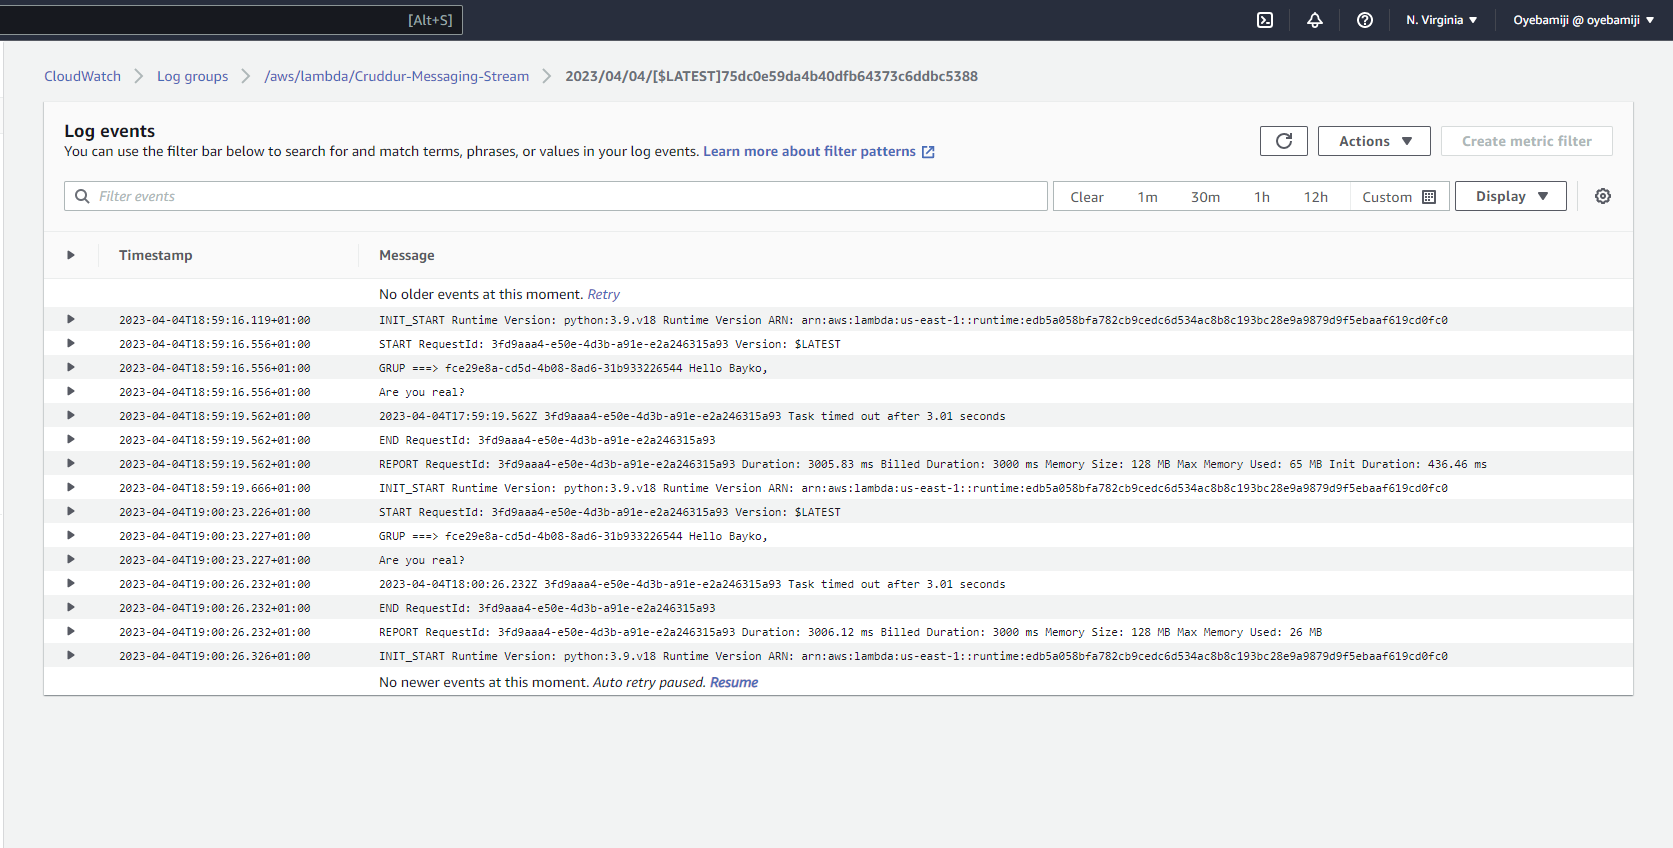 [Alt+S]
N. Virginia
Oyebamiji @ oyebamiji
CloudWatch
Log groups
/aws/lambda/Cruddur-Messaging-Stream
2023/04/04/[$LATEST]75dc0e59da4b40dfb64373c6ddbc5388
Log events
You can use the filter bar below to search for and match terms, phrases, or values in your log events. Learn more about filter patterns
Actions
Create metric filter
Filter events
Clear 1m 30m 1h 12h Custom
Display
Timestamp Message
No older events at this moment. Retry
2023-04-04T18:59:16.119+01:00 INIT_START Runtime Version: python:3.9.v18 Runtime Version ARN: arn:aws:lambda:us-east-1::runtime:edb5a058bfa782cb9cedc6d534ac8b8c193bc28e9a9879d9f5ebaaf619cd0fc0
2023-04-04T18:59:16.556+01:00 START RequestId: 3fd9aaa4-e50e-4d3b-a91e-e2a246315a93 Version: $LATEST
2023-04-04T18:59:16.556+01:00 GRUP ===> fce29e8a-cd5d-4b08-8ad6-31b933226544 Hello Bayko,
2023-04-04T18:59:16.556+01:00 Are you real?
2023-04-04T18:59:19.562+01:00 2023-04-04T17:59:19.562Z 3fd9aaa4-e50e-4d3b-a91e-e2a246315a93 Task timed out after 3.01 seconds
2023-04-04T18:59:19.562+01:00 END RequestId: 3fd9aaa4-e50e-4d3b-a91e-e2a246315a93
2023-04-04T18:59:19.562+01:00 REPORT RequestId: 3fd9aaa4-e50e-4d3b-a91e-e2a246315a93 Duration: 3005.83 ms Billed Duration: 3000 ms Memory Size: 128 MB Max Memory Used: 65 MB Init Duration: 436.46 ms
2023-04-04T18:59:19.666+01:00 INIT_START Runtime Version: python:3.9.v18 Runtime Version ARN: arn:aws:lambda:us-east-1::runtime:edb5a058bfa782cb9cedc6d534ac8b8c193bc28e9a9879d9f5ebaaf619cd0fc0
2023-04-04T19:00:23.226+01:00 START RequestId: 3fd9aaa4-e50e-4d3b-a91e-e2a246315a93 Version: $LATEST
2023-04-04T19:00:23.227+01:00 GRUP ===> fce29e8a-cd5d-4b08-8ad6-31b933226544 Hello Bayko,
2023-04-04T19:00:23.227+01:00 Are you real?
2023-04-04T19:00:26.232+01:00 2023-04-04T18:00:26.232Z 3fd9aaa4-e50e-4d3b-a91e-e2a246315a93 Task timed out after 3.01 seconds
2023-04-04T19:00:26.232+01:00 END RequestId: 3fd9aaa4-e50e-4d3b-a91e-e2a246315a93
2023-04-04T19:00:26.232+01:00 REPORT RequestId: 3fd9aaa4-e50e-4d3b-a91e-e2a246315a93 Duration: 3006.12 ms Billed Duration: 3000 ms Memory Size: 128 MB Max Memory Used: 26 MB
2023-04-04T19:00:26.326+01:00 INIT_START Runtime Version: python:3.9.v18 Runtime Version ARN: arn:aws:lambda:us-east-1::runtime:edb5a058bfa782cb9cedc6d534ac8b8c193bc28e9a9879d9f5ebaaf619cd0fc0
No newer events at this moment. Auto retry paused. Resume